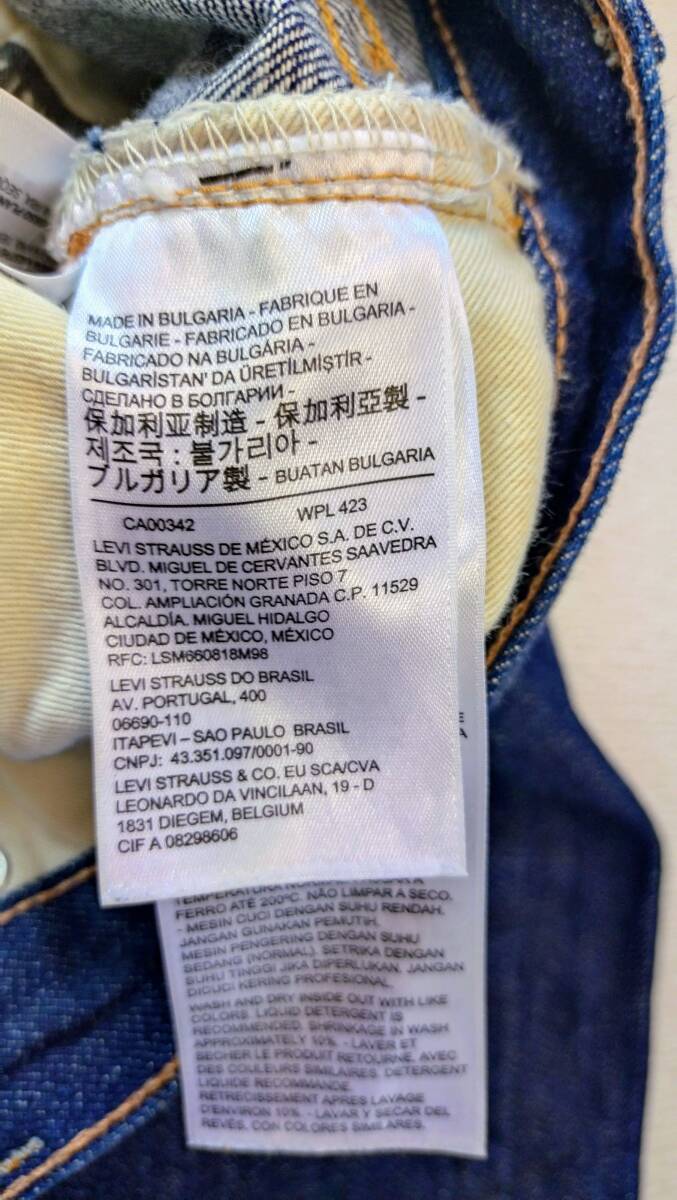 MADE IN BULGARIA - FABRIQUE EN
BULGARIE - FABRICADO EN BULGARIA -
FABRICADO NA BULGÁRIA -
BULGARİSTAN' DA ÜRETİLMİŞTİR -
СДЕЛАНО В БОЛГАРИИ -
保加利亚制造 - 保加利亞製 -
제조국 : 불가리아 -
ブルガリア製 - BUATAN BULGARIA
CA00342 WPL 423
LEVI STRAUSS DE MÉXICO S.A. DE C.V.
BLVD. MIGUEL DE CERVANTES SAAVEDRA
NO. 301, TORRE NORTE PISO 7
COL. AMPLIACIÓN GRANADA C.P. 11529
ALCALDÍA. MIGUEL HIDALGO
CIUDAD DE MÉXICO, MÉXICO
RFC: LSM660818M98
LEVI STRAUSS DO BRASIL
AV. PORTUGAL, 400
06690-110
ITAPEVI – SAO PAULO BRASIL
CNPJ: 43.351.097/0001-90
LEVI STRAUSS & CO. EU SCA/CVA
LEONARDO DA VINCILAAN, 19 - D
1831 DIEGEM, BELGIUM
CIF A 08298606
TEMPERATURA
FERRO ATÉ 200°C. NÃO LIMPAR A SECO.
- MESIN CUCI DENGAN SUHU RENDAH.
JANGAN GUNAKAN PEMUTIH.
MESIN PENGERING DENGAN SUHU
SEDANG (NORMAL). SETRIKA DENGAN
SUHU TINGGI JIKA DIPERLUKAN. JANGAN
DICUCI KERING PROFESIONAL.
WASH AND DRY INSIDE OUT WITH LIKE
COLORS. LIQUID DETERGENT IS
RECOMMENDED. SHRINKAGE IN WASH
APPROXIMATELY 10%. - LAVER ET
SECHER LE PRODUIT RETOURNE, AVEC
DES COULEURS SIMILAIRES. DETERGENT
LIQUIDE RECOMMANDE.
RETRECISSEMENT APRES LAVAGE
D'ENVIRON 10%. - LAVAR Y SECAR DEL
REVÉS, CON COLORES SIMILARES.